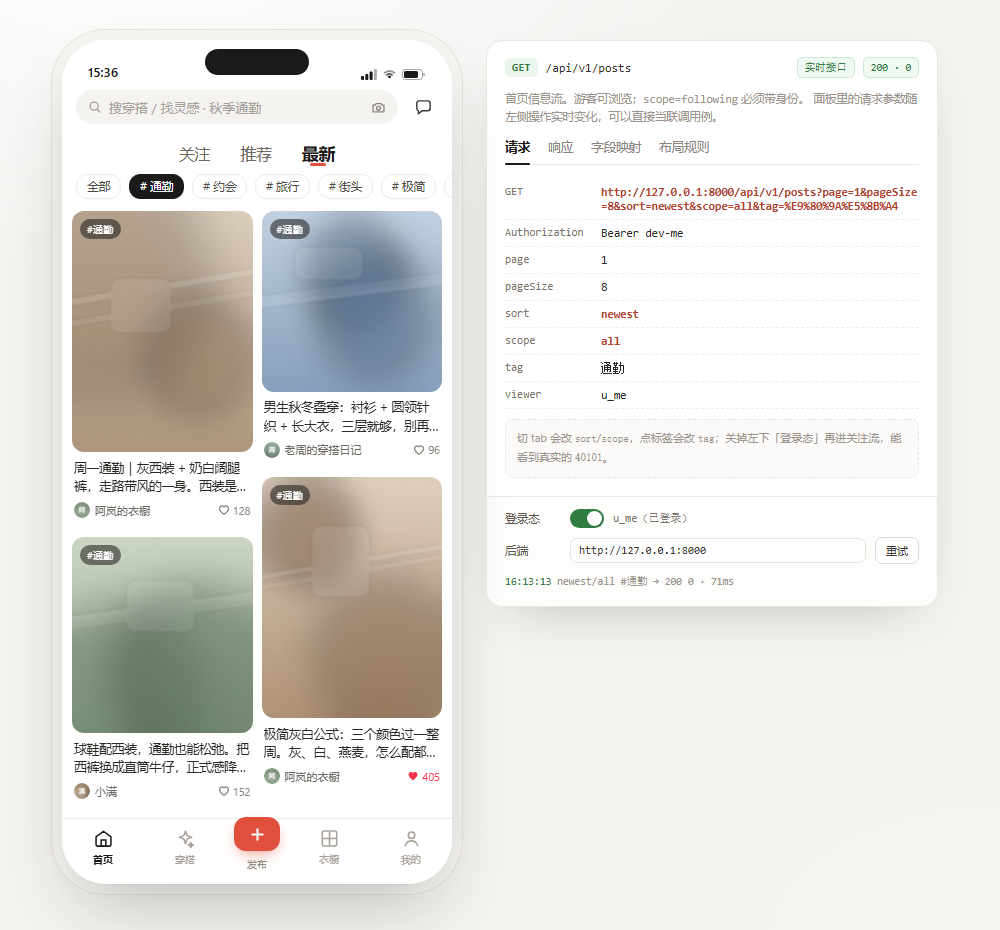 15:36
搜穿搭 / 找灵感 · 秋季通勤
关注
推荐
最新
全部
# 通勤
# 约会
# 旅行
# 街头
# 极简
#通勤
周一通勤 | 灰西装 + 奶白阔腿
裤，走路带风的一身。西装是...
阿岚的衣橱
128
#通勤
男生秋冬叠穿：衬衫 + 圆领针
织 + 长大衣，三层就够，别再...
老周的穿搭日记
96
#通勤
球鞋配西装，通勤也能松弛。把
西裤换成直筒牛仔，正式感降...
小满
152
#通勤
极简灰白公式：三个颜色过一整
周。灰、白、燕麦，怎么配都...
阿岚的衣橱
405
首页
穿搭
发布
衣橱
我的
GET /api/v1/posts
实时接口
200 · 0
首页信息流。游客可浏览；scope=following 必须带身份。 面板里的请求参数随
左侧操作实时变化，可以直接当联调用例。
请求
响应
字段映射
布局规则
GET http://127.0.0.1:8000/api/v1/posts?page=1&pageSize
=8&sort=newest&scope=all&tag=%E9%80%9A%E5%8B%A4
Authorization Bearer dev-me
page 1
pageSize 8
sort newest
scope all
tag 通勤
viewer u_me
切 tab 会改 sort/scope，点标签会改 tag；关掉左下「登录态」再进关注流，能
看到真实的 40101。
登录态 u_me（已登录）
后端 http://127.0.0.1:8000 重试
16:13:13 newest/all #通勤 → 200 0 · 71ms